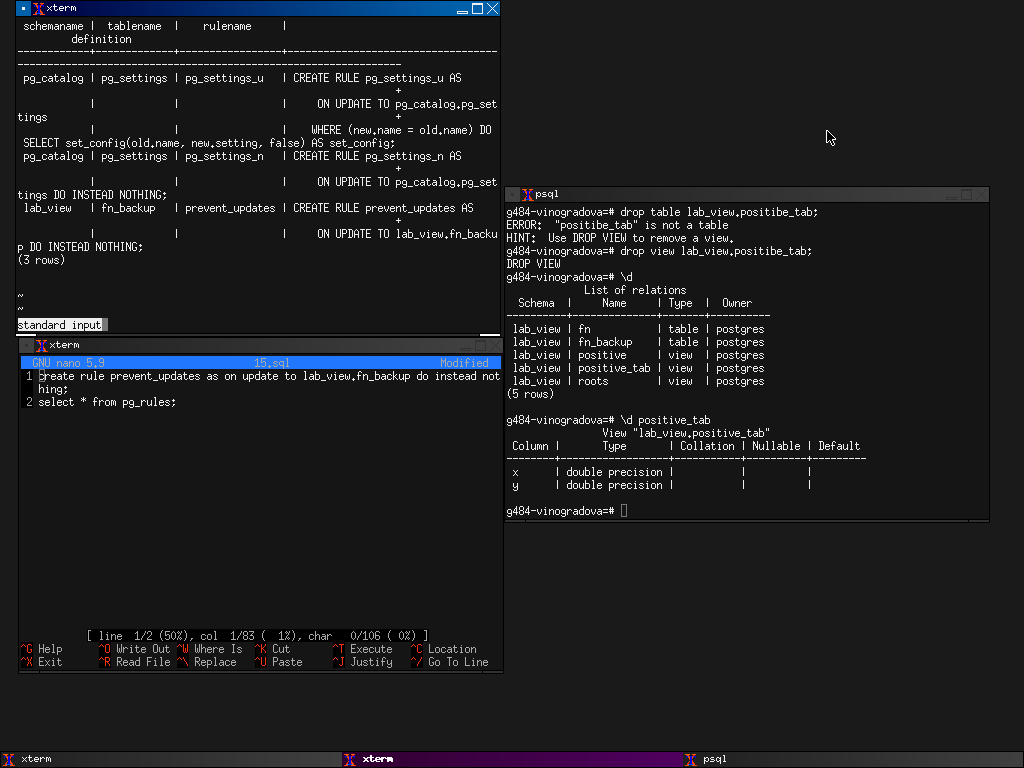 xterm
schemaname | tablename | rulename |
definition
------------+-------------+-----------------+-----------------------------------
----------------------------------------------------------------
pg_catalog | pg_settings | pg_settings_u | CREATE RULE pg_settings_u AS
+
| | | ON UPDATE TO pg_catalog.pg_set
tings +
| | | WHERE (new.name = old.name) DO
SELECT set_config(old.name, new.setting, false) AS set_config;
pg_catalog | pg_settings | pg_settings_n | CREATE RULE pg_settings_n AS
+
| | | ON UPDATE TO pg_catalog.pg_set
tings DO INSTEAD NOTHING;
lab_view | fn_backup | prevent_updates | CREATE RULE prevent_updates AS
+
| | | ON UPDATE TO lab_view.fn_backu
p DO INSTEAD NOTHING;
(3 rows)
~
~
standard input
xterm
GNU nano 5.9 15.sql Modified
1 create rule prevent_updates as on update to lab_view.fn_backup do instead not
hing;
2 select * from pg_rules;
[ line 1/2 (50%), col 1/83 ( 1%), char 0/106 ( 0%) ]
^G Help ^O Write Out ^W Where Is ^K Cut ^T Execute ^C Location
^X Exit ^R Read File ^\ Replace ^U Paste ^J Justify ^/ Go To Line
psql
g484-vinogradova=# drop table lab_view.positibe_tab;
ERROR: "positibe_tab" is not a table
HINT: Use DROP VIEW to remove a view.
g484-vinogradova=# drop view lab_view.positibe_tab;
DROP VIEW
g484-vinogradova=# \d
List of relations
Schema | Name | Type | Owner
----------+--------------+-------+----------
lab_view | fn | table | postgres
lab_view | fn_backup | table | postgres
lab_view | positive | view | postgres
lab_view | positive_tab | view | postgres
lab_view | roots | view | postgres
(5 rows)
g484-vinogradova=# \d positive_tab
View "lab_view.positive_tab"
Column | Type | Collation | Nullable | Default
--------+------------------+-----------+----------+---------
x | double precision | | |
y | double precision | | |
g484-vinogradova=#
xterm xterm psql